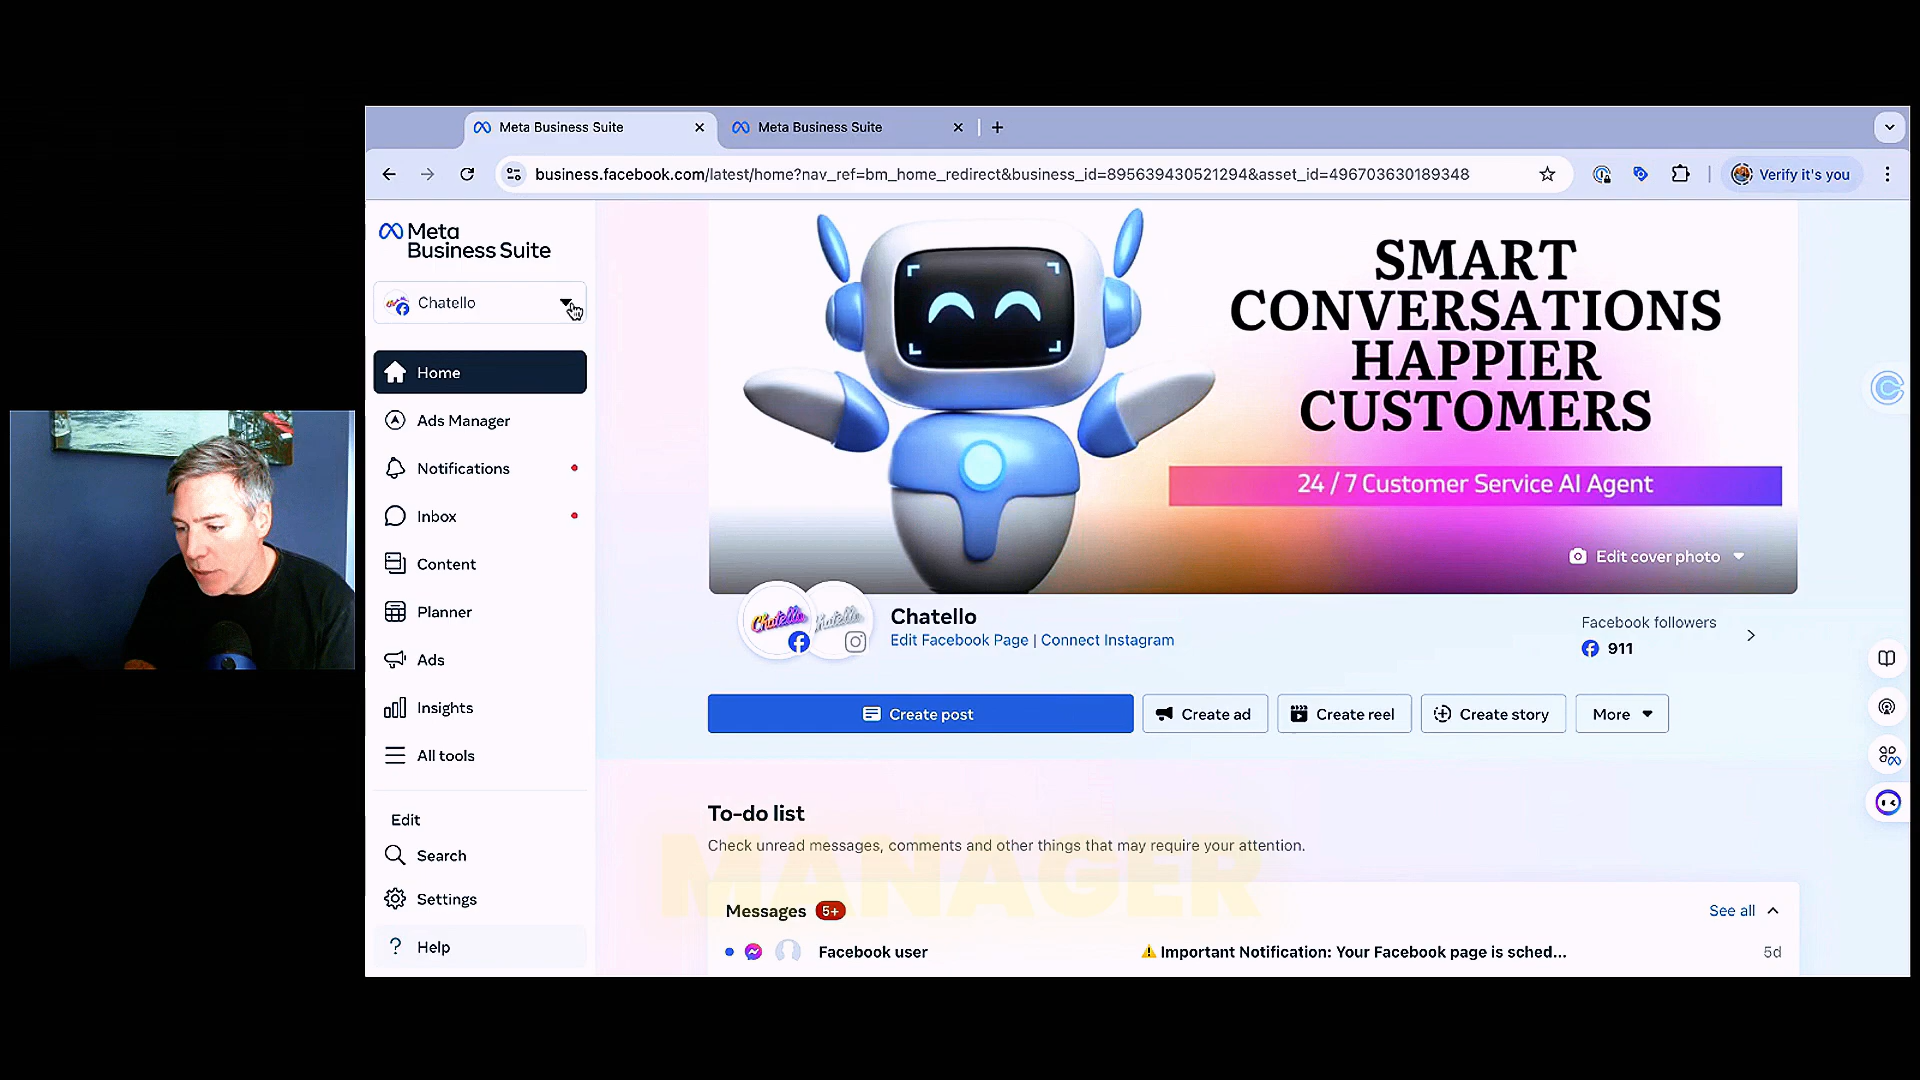 Meta Business Suite
Meta Business Suite
business.facebook.com/latest/home?nav_ref=bm_home_redirect&business_id=895639430521294&asset_id=496703630189348
Verify it's you
Meta
Business Suite
Chatello
Home
Ads Manager
Notifications
Inbox
Content
Planner
Ads
Insights
All tools
Edit
Search
Settings
Help
SMART
CONVERSATIONS
HAPPIER
CUSTOMERS
24 / 7 Customer Service AI Agent
Edit cover photo
Chatello
Chatello
Chatello
Edit Facebook Page | Connect Instagram
Facebook followers
911
Create post
Create ad
Create reel
Create story
More
To-do list
Check unread messages, comments and other things that may require your attention.
MANAGER
Messages 5+
See all
Facebook user
Important Notification: Your Facebook page is sched...
5d